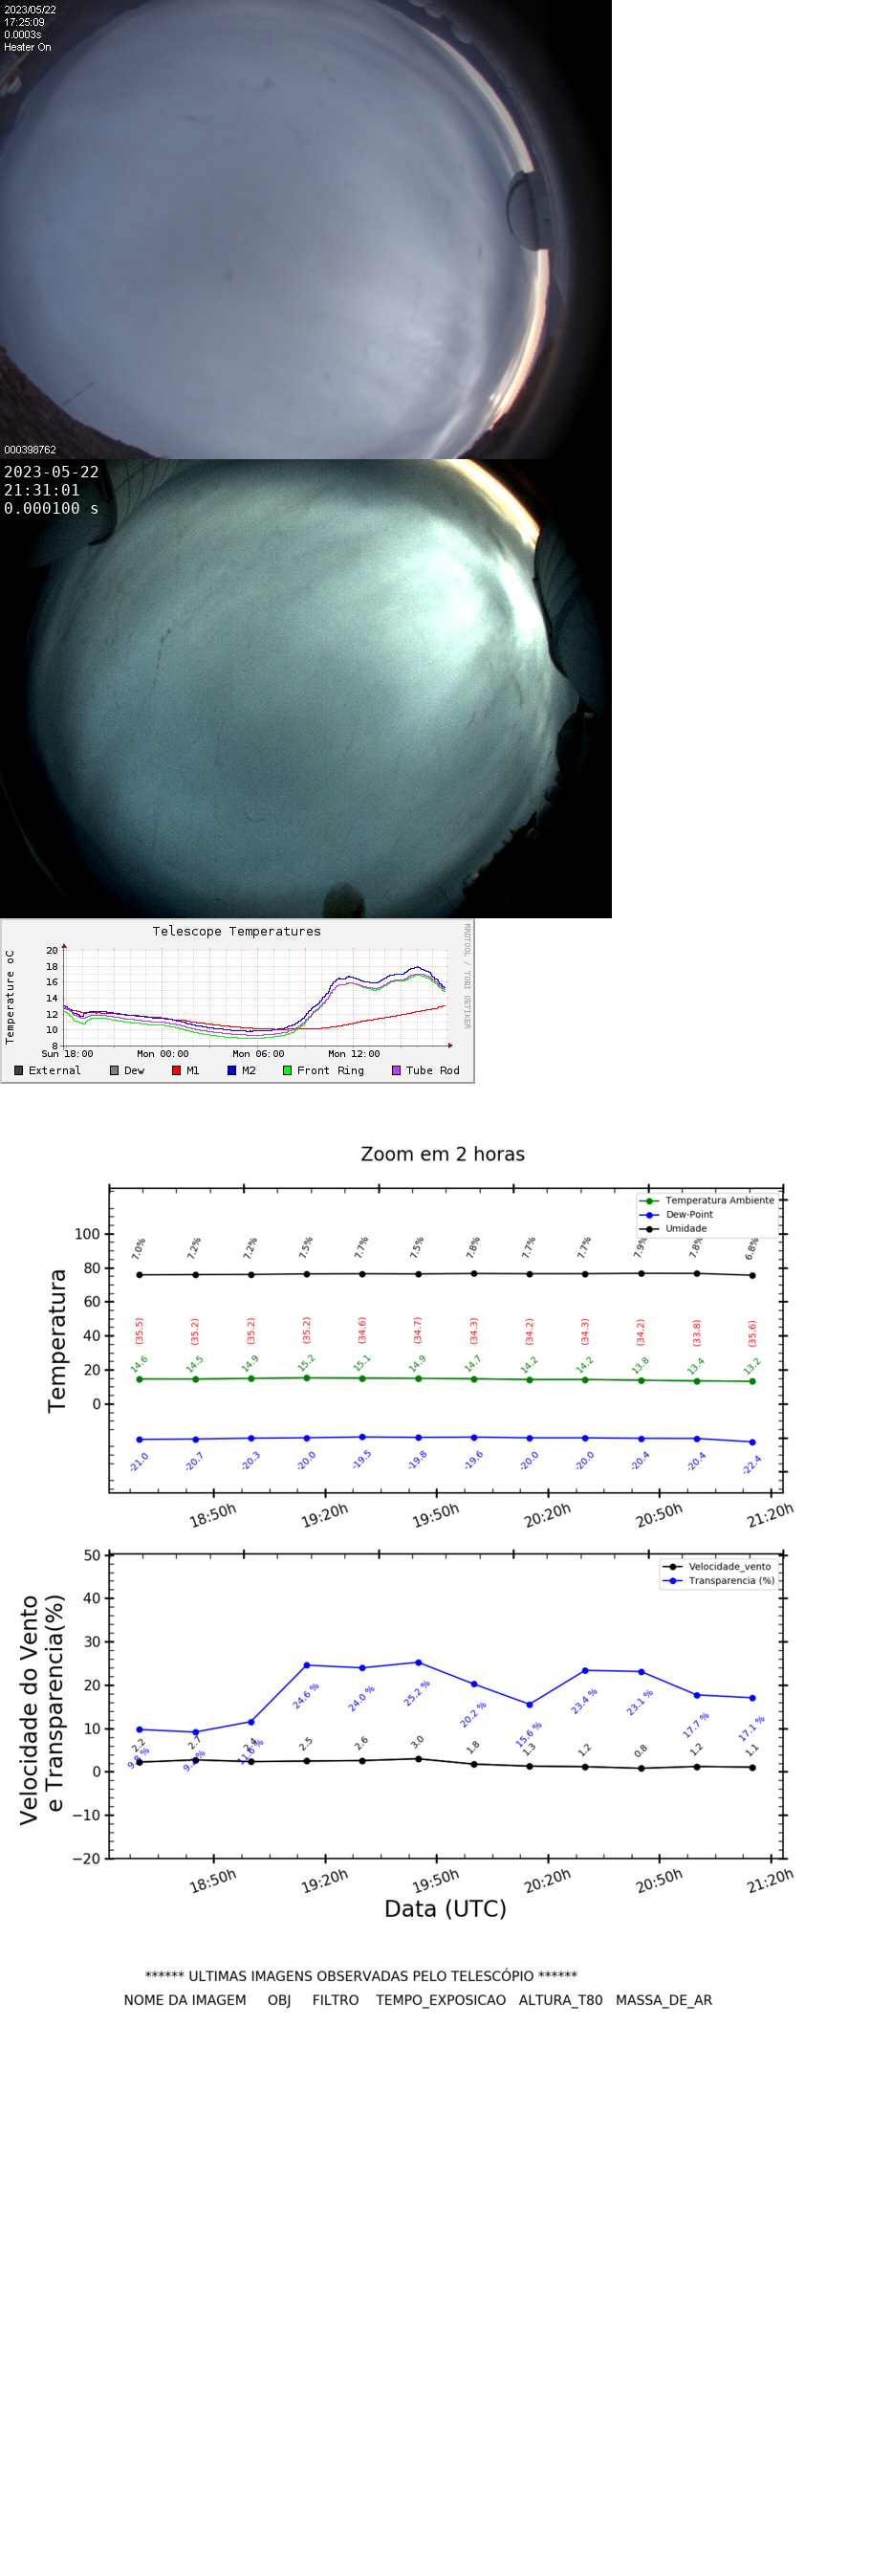 2023/05/22
17:25:09
0.0003s
Heater On
000398762
2023-05-22
21:31:01
0.000100 s
Telescope Temperatures
RRDTOOL / TOBI OETIKER
Temperature oC
20
18
16
14
12
10
8
Sun 18:00 Mon 00:00 Mon 06:00 Mon 12:00
External Dew M1 M2 Front Ring Tube Rod
Zoom em 2 horas
Temperatura Ambiente
Dew-Point
Umidade
Temperatura
100
80
60
40
20
0
7.0% 7.2% 7.2% 7.5% 7.7% 7.5% 7.8% 7.7% 7.7% 7.9% 7.8% 6.8%
(35.5) (35.2) (35.2) (35.2) (34.6) (34.7) (34.3) (34.2) (34.3) (34.2) (33.8) (35.6)
14.6 14.5 14.9 15.2 15.1 14.9 14.7 14.2 14.2 13.8 13.4 13.2
-21.0 -20.7 -20.3 -20.0 -19.5 -19.8 -19.6 -20.0 -20.0 -20.4 -20.4 -22.4
18:50h 19:20h 19:50h 20:20h 20:50h 21:20h
Velocidade_vento
Transparencia (%)
Velocidade do Vento
e Transparencia(%)
50
40
30
20
10
0
−10
−20
24.6 % 24.0 % 25.2 % 20.2 % 15.6 % 23.4 % 23.1 % 17.7 % 17.1 %
2.2 2.7 2.5 2.6 3.0 1.8 1.3 1.2 0.8 1.2 1.1
18:50h 19:20h 19:50h 20:20h 20:50h 21:20h
Data (UTC)
****** ULTIMAS IMAGENS OBSERVADAS PELO TELESCÓPIO ******
NOME DA IMAGEM OBJ FILTRO TEMPO_EXPOSICAO ALTURA_T80 MASSA_DE_AR